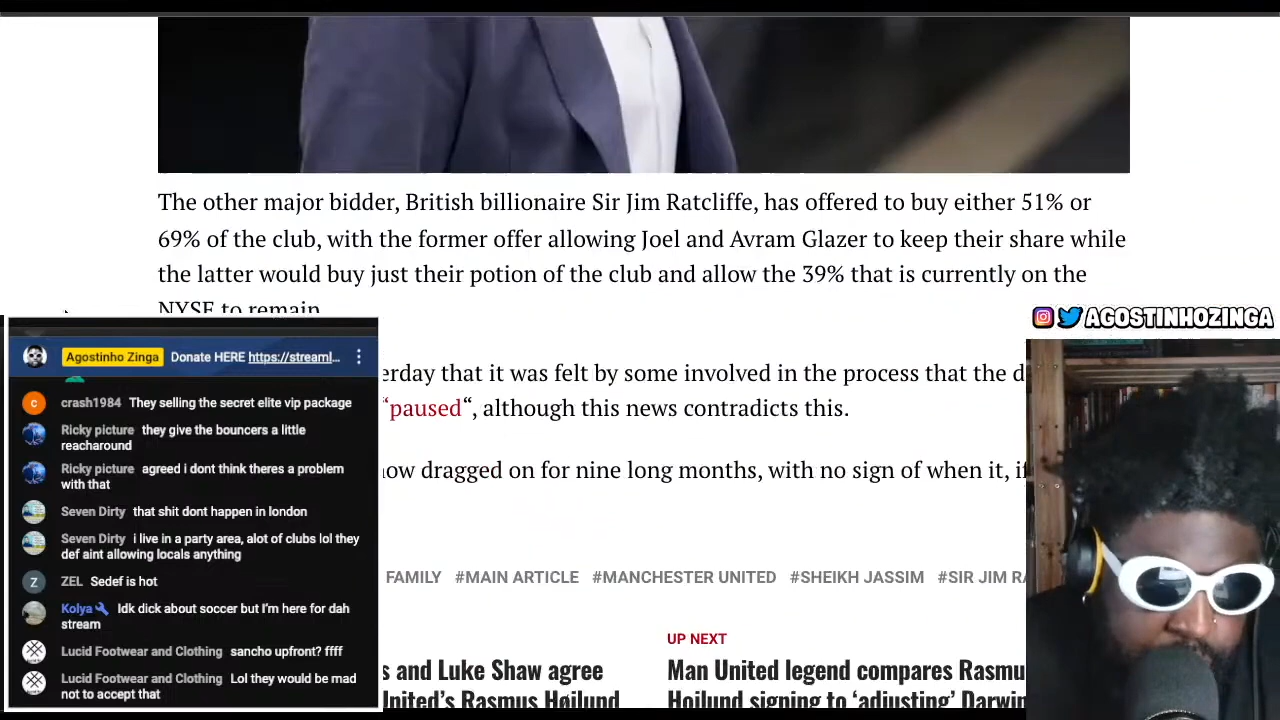 The other major bidder, British billionaire Sir Jim Ratcliffe, has offered to buy either 51% or
69% of the club, with the former offer allowing Joel and Avram Glazer to keep their share while
the latter would buy just their potion of the club and allow the 39% that is currently on the
NYSE to remain
AGOSTINHOZINGA
Agostinho Zinga Donate HERE https://streaml...
erday that it was felt by some involved in the process that the d
“paused“, although this news contradicts this.
now dragged on for nine long months, with no sign of when it, if
C crash1984 They selling the secret elite vip package
Ricky picture they give the bouncers a little
reacharound
Ricky picture agreed i dont think theres a problem
with that
Seven Dirty that shit dont happen in london
Seven Dirty i live in a party area, alot of clubs lol they
def aint allowing locals anything
Z ZEL Sedef is hot
Kolya Idk dick about soccer but I'm here for dah
stream
Lucid Footwear and Clothing sancho upfront? ffff
Lucid Footwear and Clothing Lol they would be mad
not to accept that
FAMILY #MAIN ARTICLE #MANCHESTER UNITED #SHEIKH JASSIM #SIR JIM RA
UP NEXT
s and Luke Shaw agree
United’s Rasmus Højlund
Man United legend compares Rasmu
Hojlund signing to ‘adjusting’ Darwin